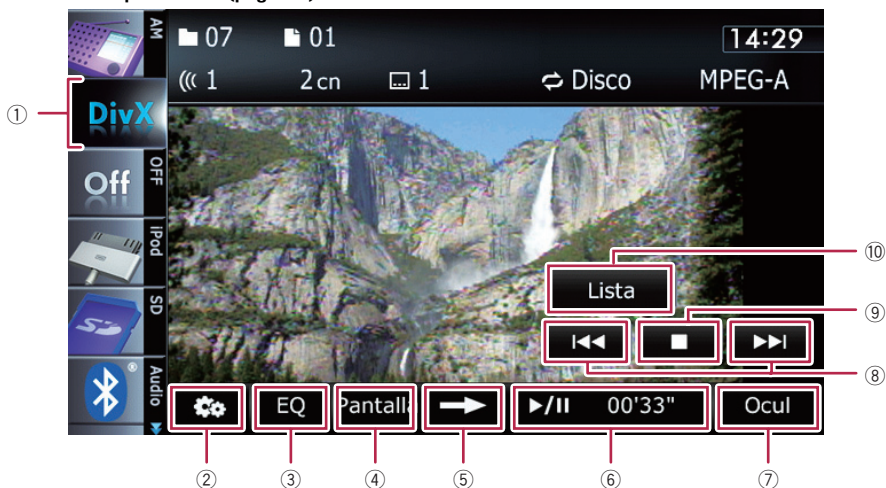 AM
07 01 14:29
((( 1 2 cn 1 Disco MPEG-A
① DivX
Off OFF
iPod
SD
Audio
Lista ⑩
⑨
⑧
EQ Pantalla ▶/II 00'33" Ocul
② ③ ④ ⑤ ⑥ ⑦